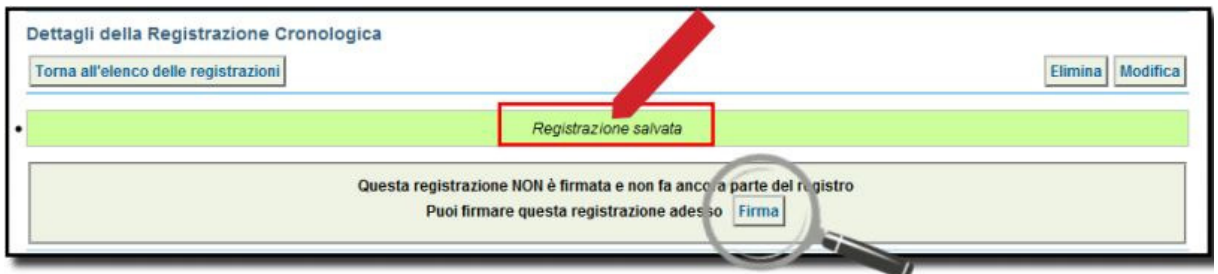 Dettagli della Registrazione Cronologica
Torna all'elenco delle registrazioni
Elimina
Modifica
Registrazione salvata
Questa registrazione NON è firmata e non fa ancora parte del registro
Puoi firmare questa registrazione adesso Firma